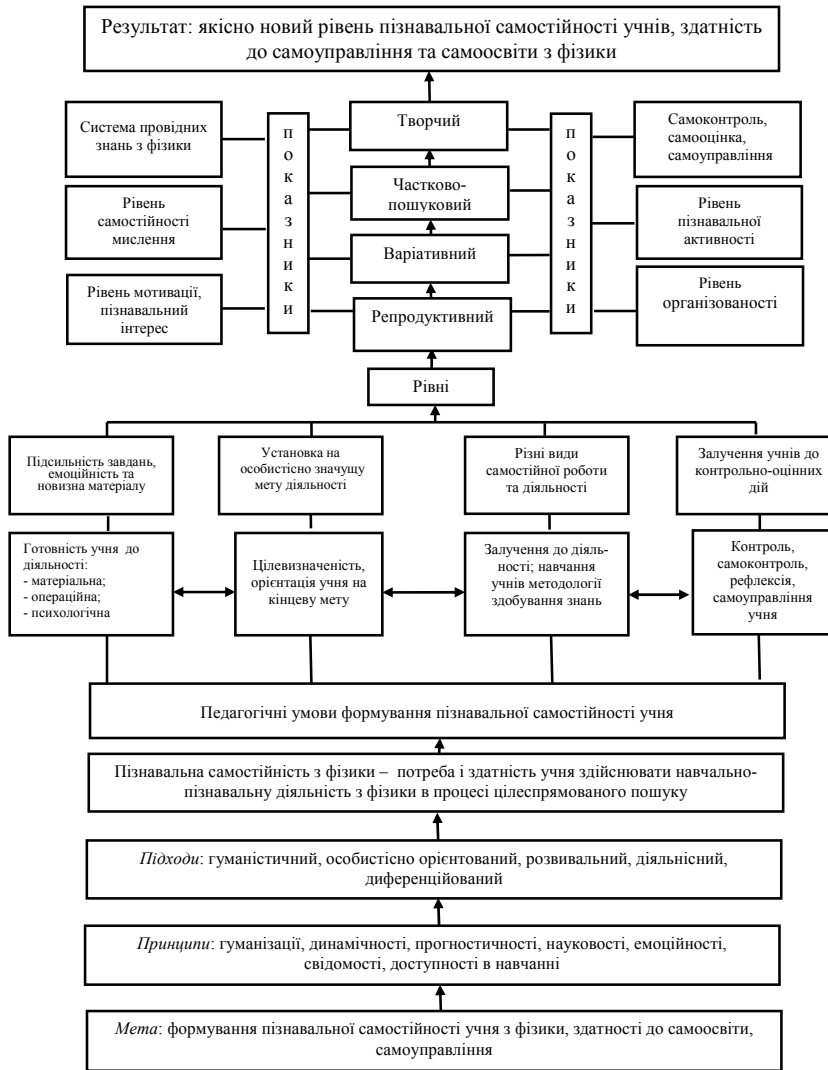 Результат: якісно новий рівень пізнавальної самостійності учнів, здатність
до самоуправління та самоосвіти з фізики
Система провідних
знань з фізики
Рівень
самостійності
мислення
Рівень мотивації,
пізнавальний
інтерес
показники
Творчий
Частково-
пошуковий
Варіативний
Репродуктивний
показники
Самоконтроль,
самооцінка,
самоуправління
Рівень
пізнавальної
активності
Рівень
організованості
Рівні
Підсильність завдань,
емоційність та
новизна матеріалу
Установка на
особистісно значущу
мету діяльності
Різні види
самостійної роботи
та діяльності
Залучення учнів до
контрольно-оцінних
дій
Готовність учня до
діяльності:
- матеріальна;
- операційна;
- психологічна
Цілевизначеність,
орієнтація учня на
кінцеву мету
Залучення до діяль-
ності; навчання
учнів методології
здобування знань
Контроль,
самоконтроль,
рефлексія,
самоуправління
учня
Педагогічні умови формування пізнавальної самостійності учня
Пізнавальна самостійність з фізики – потреба і здатність учня здійснювати навчально-
пізнавальну діяльність з фізики в процесі цілеспрямованого пошуку
Підходи: гуманістичний, особистісно орієнтований, розвивальний, діяльнісний,
диференційований
Принципи: гуманізації, динамічності, прогностичності, науковості, емоційності,
свідомості, доступності в навчанні
Мета: формування пізнавальної самостійності учня з фізики, здатності до самоосвіти,
самоуправління